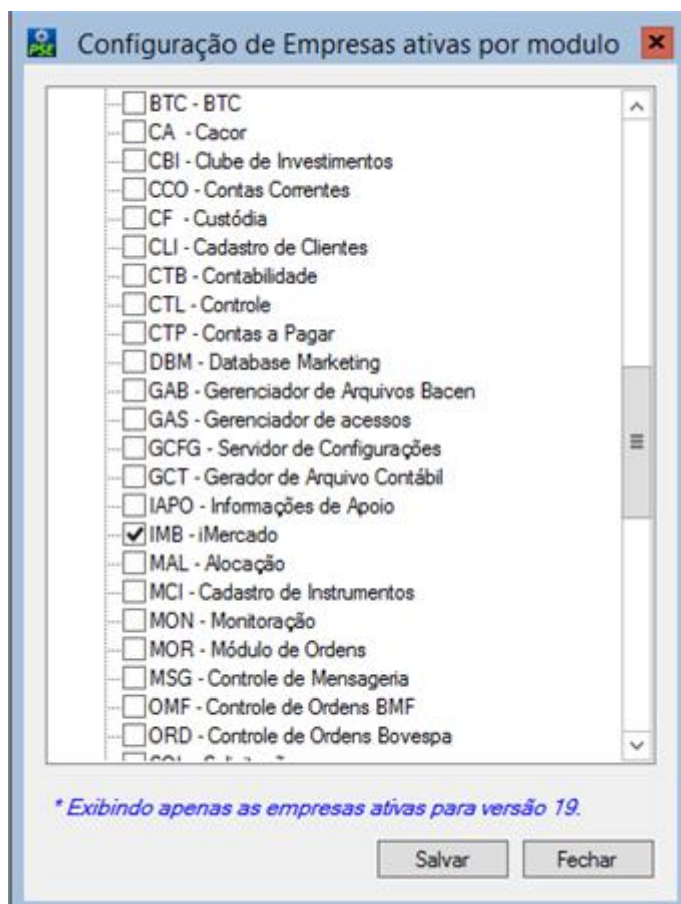 PSE
Configuração de Empresas ativas por modulo
BTC - BTC
CA - Cacor
CBI - Clube de Investimentos
CCO - Contas Correntes
CF - Custódia
CLI - Cadastro de Clientes
CTB - Contabilidade
CTL - Controle
CTP - Contas a Pagar
DBM - Database Marketing
GAB - Gerenciador de Arquivos Bacen
GAS - Gerenciador de acessos
GCFG - Servidor de Configurações
GCT - Gerador de Arquivo Contábil
IAPO - Informações de Apoio
IMB - iMercado
MAL - Alocação
MCI - Cadastro de Instrumentos
MON - Monitoração
MOR - Módulo de Ordens
MSG - Controle de Mensageria
OMF - Controle de Ordens BMF
ORD - Controle de Ordens Bovespa
* Exibindo apenas as empresas ativas para versão 19.
Salvar Fechar